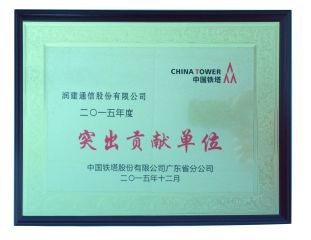 CHINA TOWER
中国铁塔
润建通信股份有限公司
二〇一五年度
突出贡献单位
中国铁塔股份有限公司广东省分公司
二〇一五年十二月